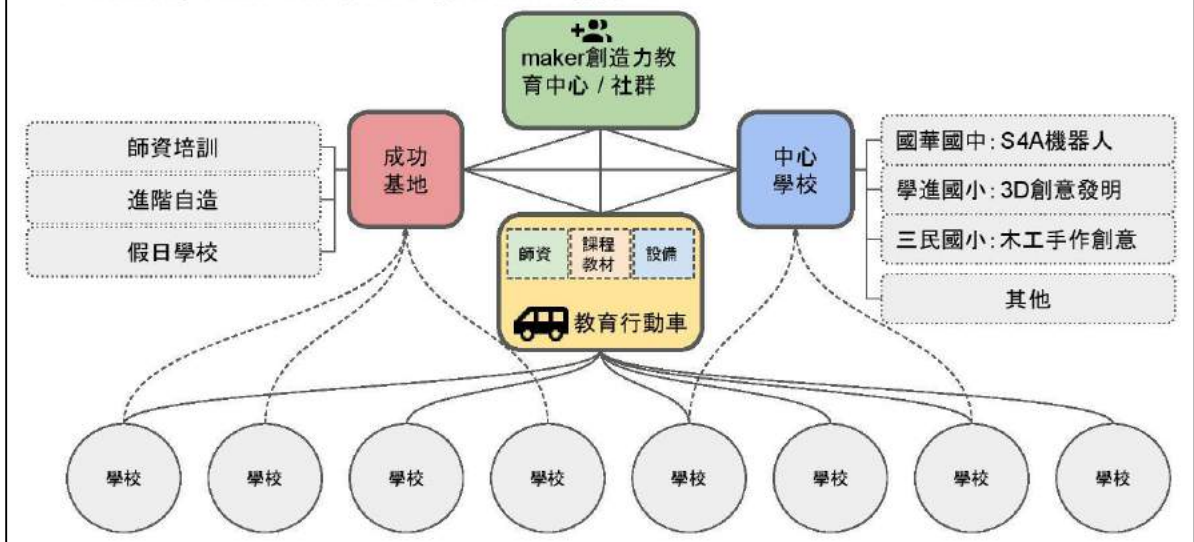 maker創造力教
育中心 / 社群
師資培訓
進階自造
假日學校
成功
基地
中心
學校
國華國中: S4A機器人
學進國小: 3D創意發明
三民國小: 木工手作創意
其他
師資
課程
教材
設備
教育行動車
學校
學校
學校
學校
學校
學校
學校
學校